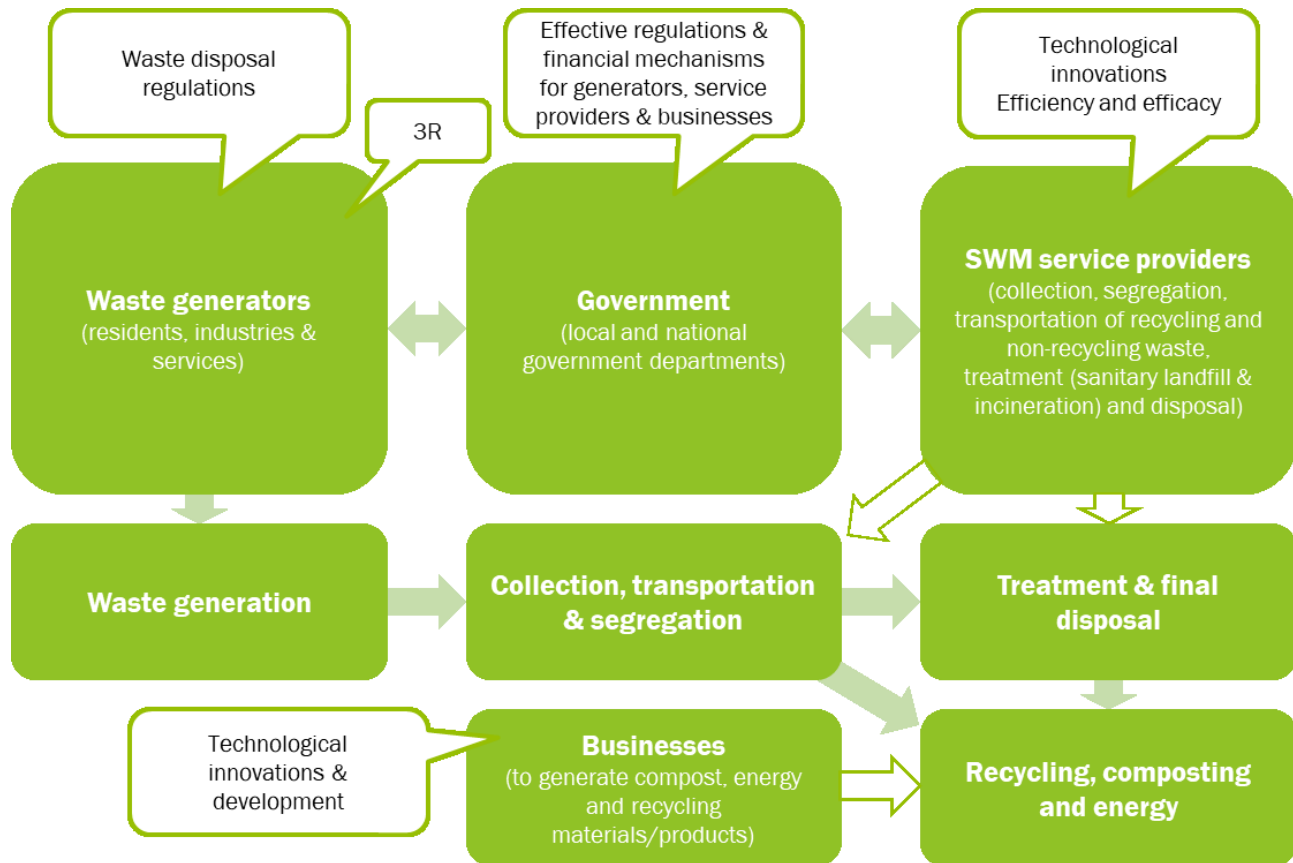 Waste disposal
regulations
3R
Effective regulations &
financial mechanisms
for generators, service
providers & businesses
Technological
innovations
Efficiency and efficacy
Waste generators
(residents, industries &
services)
Government
(local and national
government departments)
SWM service providers
(collection, segregation,
transportation of recycling and
non-recycling waste,
treatment (sanitary landfill &
incineration) and disposal)
Waste generation
Collection, transportation
& segregation
Treatment & final
disposal
Technological
innovations &
development
Businesses
(to generate compost, energy
and recycling
materials/products)
Recycling, composting
and energy